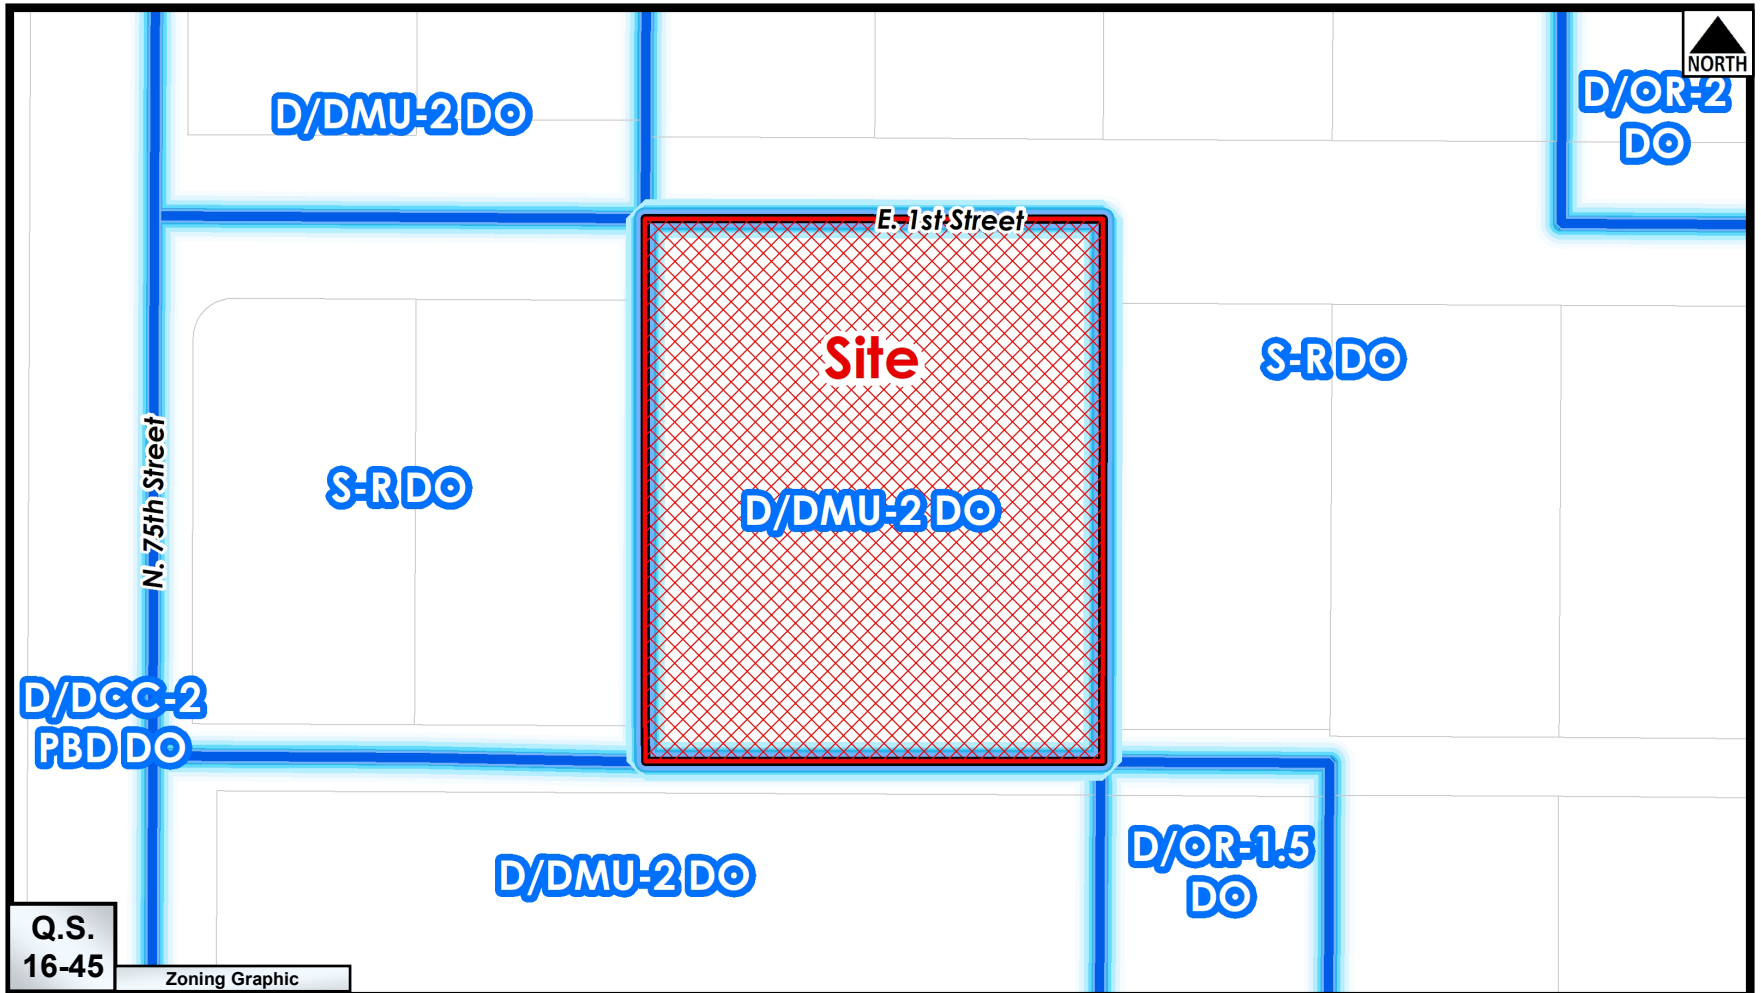 NORTH
D/DMU-2 DO
D/OR-2
DO
E. 1st Street
Site
S-R DO
S-R DO
D/DMU-2 DO
N. 75th Street
D/DCC-2
PBD DO
D/DMU-2 DO
D/OR-1.5
DO
Q.S.
16-45
Zoning Graphic